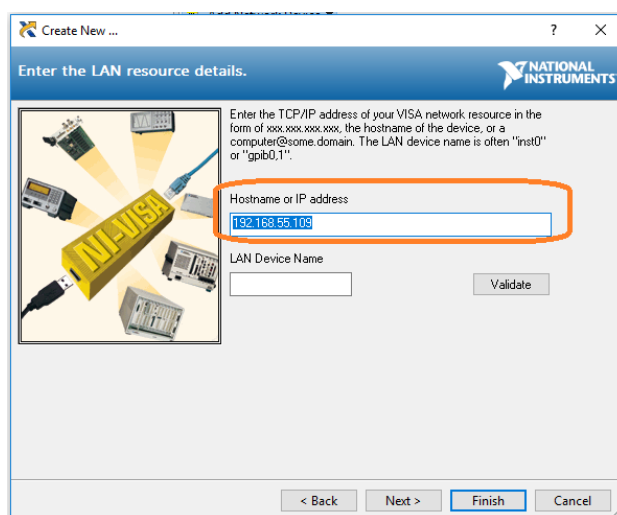 Create New ...
Enter the LAN resource details.
NATIONAL
INSTRUMENTS
Enter the TCP/IP address of your VISA network resource in the
form of xxx.xxx.xxx.xxx, the hostname of the device, or a
computer@some.domain. The LAN device name is often "inst0"
or "gpib0,1".
NI-VISA
Hostname or IP address
192.168.55.109
LAN Device Name
Validate
< Back
Next >
Finish
Cancel